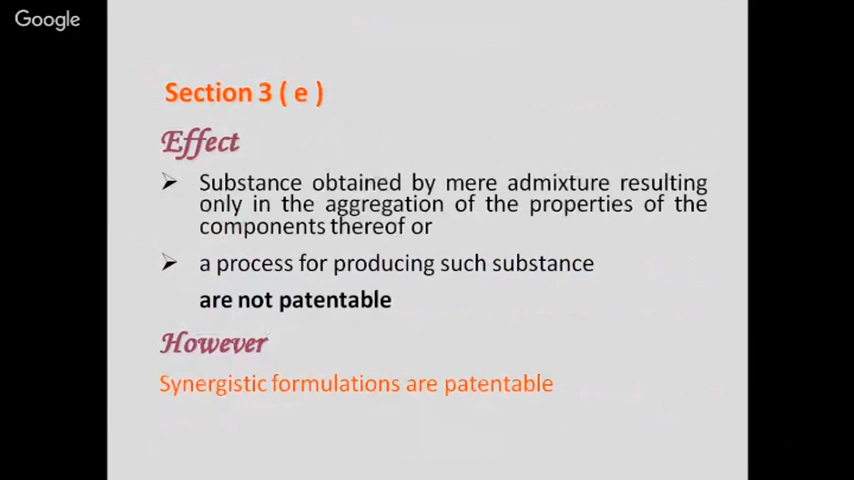 Google
Section 3 ( e )
Effect
➢ Substance obtained by mere admixture resulting
only in the aggregation of the properties of the
components thereof or
➢ a process for producing such substance
are not patentable
However
Synergistic formulations are patentable